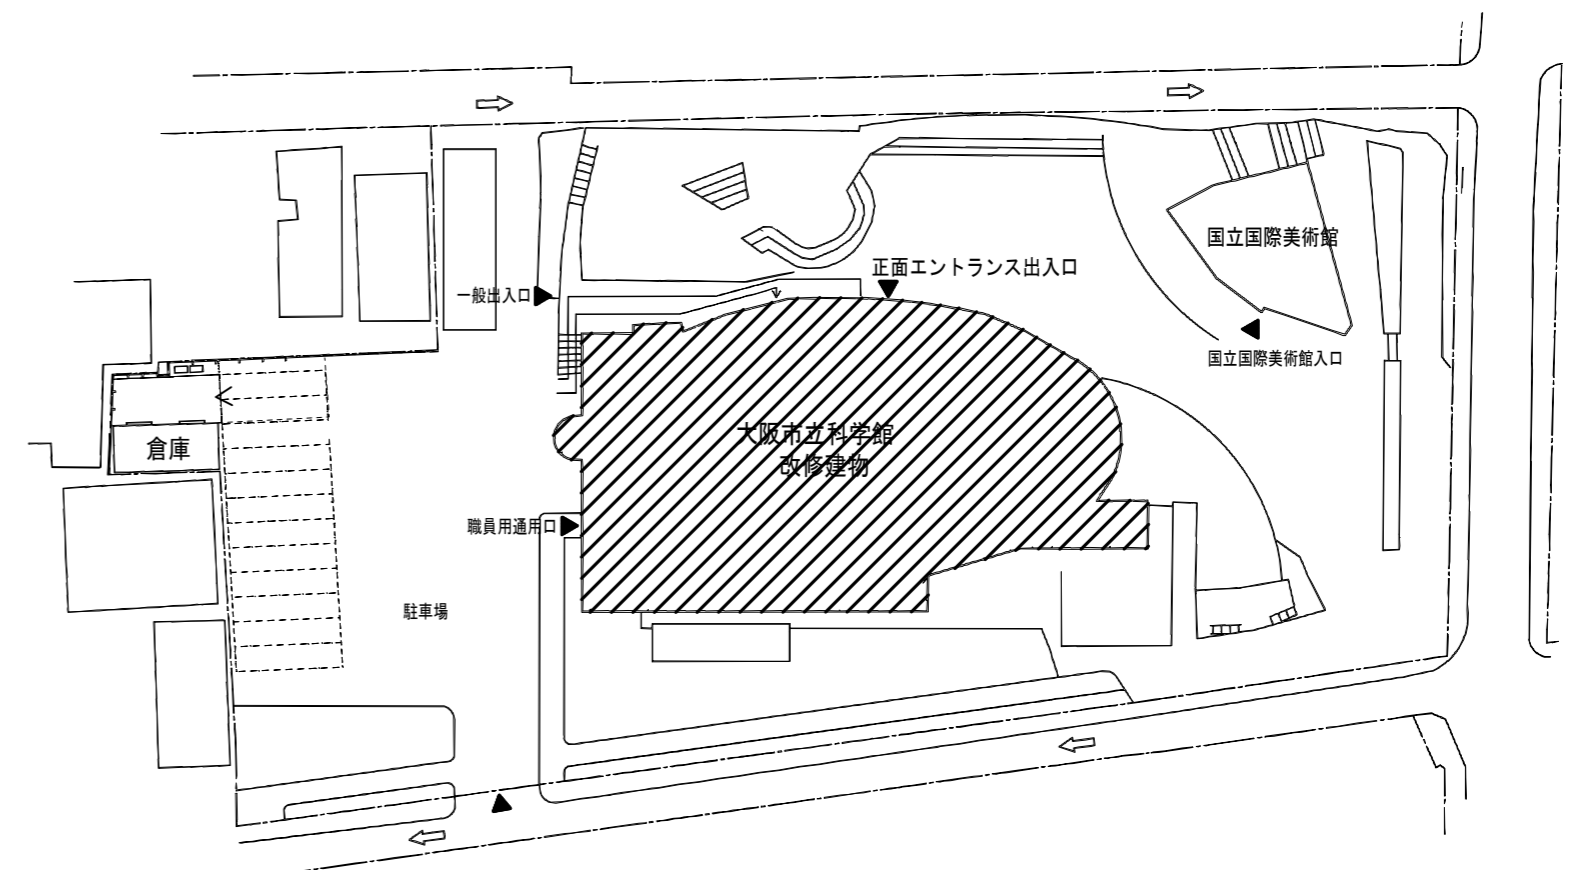 国立国際美術館
正面エントランス出入口
一般出入口
国立国際美術館入口
大阪市立科学館
改修建物
倉庫
職員用通用口
駐車場